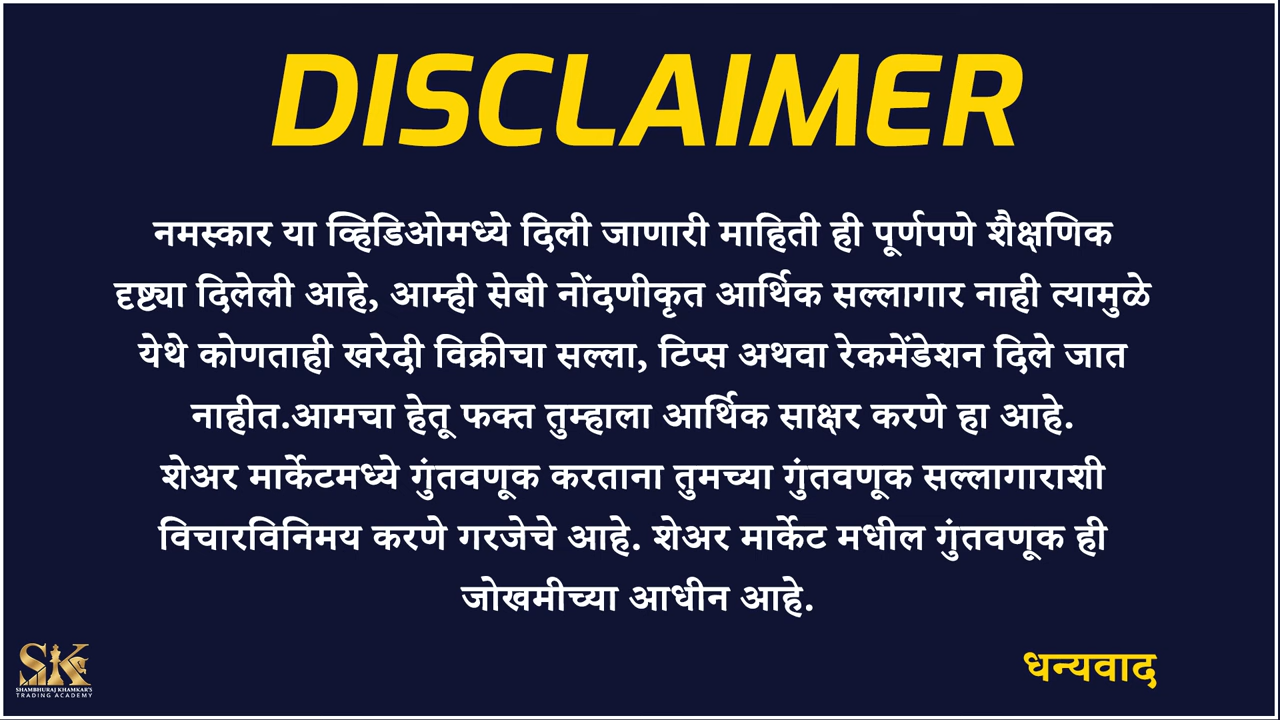 DISCLAIMER
नमस्कार या व्हिडिओमध्ये दिली जाणारी माहिती ही पूर्णपणे शैक्षणिक
दृष्ट्या दिलेली आहे, आम्ही सेबी नोंदणीकृत आर्थिक सल्लागार नाही त्यामुळे
येथे कोणताही खरेदी विक्रीचा सल्ला, टिप्स अथवा रेकमेंडेशन दिले जात
नाहीत.आमचा हेतू फक्त तुम्हाला आर्थिक साक्षर करणे हा आहे.
शेअर मार्केटमध्ये गुंतवणूक करताना तुमच्या गुंतवणूक सल्लागाराशी
विचारविनिमय करणे गरजेचे आहे. शेअर मार्केट मधील गुंतवणूक ही
जोखमीच्या आधीन आहे.
धन्यवाद
SK
SHAMBHURAJ KHAMKAR'S
TRADING ACADEMY